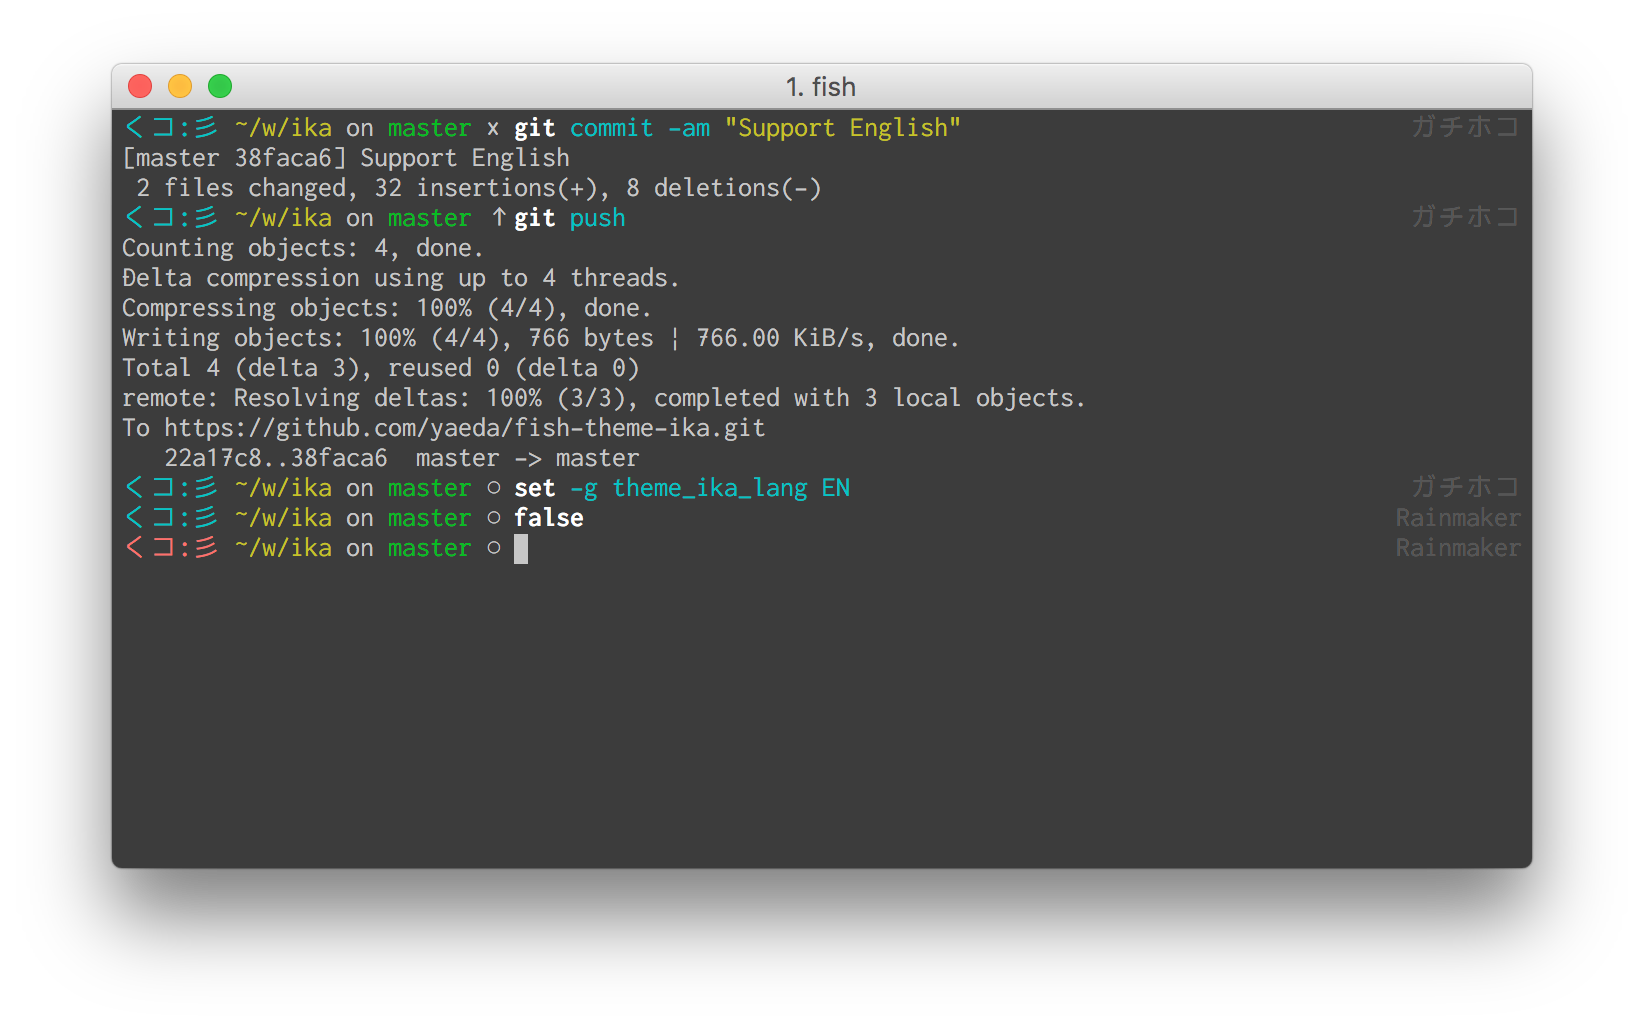 1. fish
くコ:彡 ~/w/ika on master x git commit -am "Support English" ガチホコ
[master 38faca6] Support English
2 files changed, 32 insertions(+), 8 deletions(-)
くコ:彡 ~/w/ika on master ↑git push ガチホコ
Counting objects: 4, done.
Delta compression using up to 4 threads.
Compressing objects: 100% (4/4), done.
Writing objects: 100% (4/4), 766 bytes | 766.00 KiB/s, done.
Total 4 (delta 3), reused 0 (delta 0)
remote: Resolving deltas: 100% (3/3), completed with 3 local objects.
To https://github.com/yaeda/fish-theme-ika.git
22a17c8..38faca6 master -> master
くコ:彡 ~/w/ika on master ○ set -g theme_ika_lang EN ガチホコ
くコ:彡 ~/w/ika on master ○ false Rainmaker
くコ:彡 ~/w/ika on master ○ Rainmaker